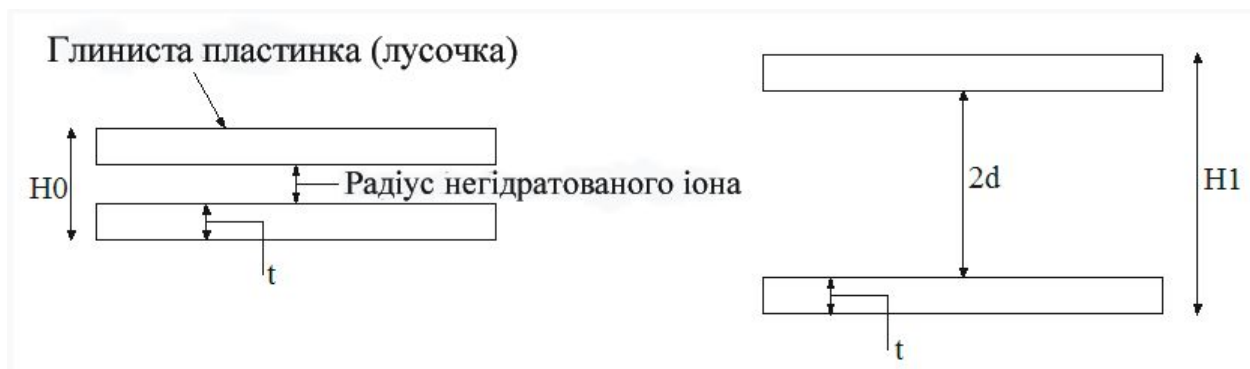 Глиниста пластинка (лусочка)
H0
Радіус негідратованого іона
t
2d
H1
t